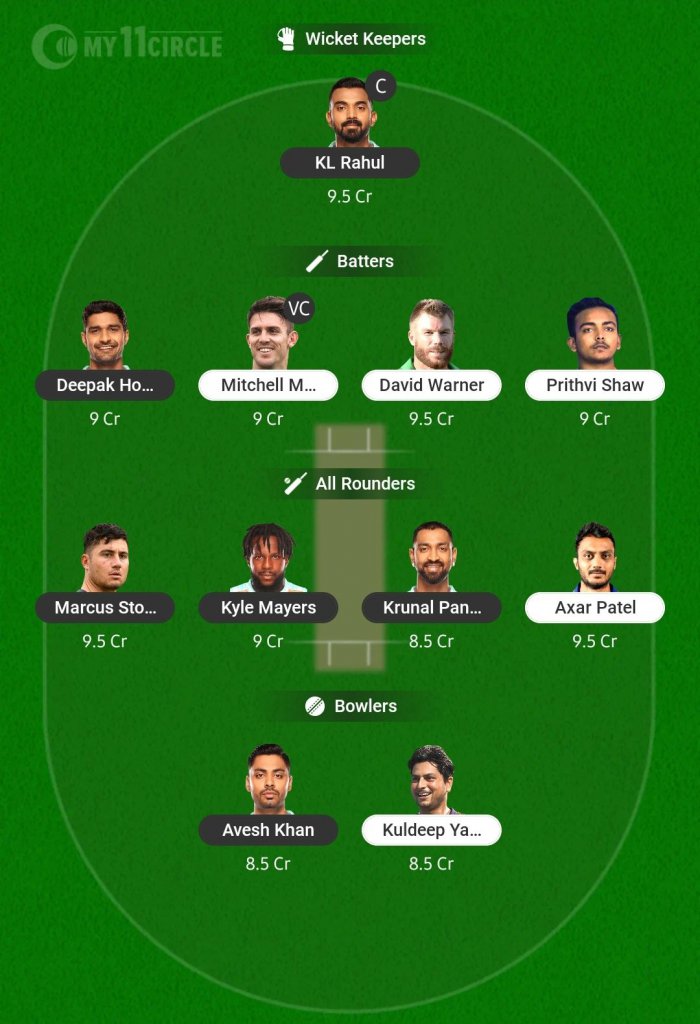 MY11CIRCLE
Wicket Keepers
C
KL Rahul
9.5 Cr
Batters
VC
Deepak Ho... Mitchell M... David Warner Prithvi Shaw
9 Cr 9 Cr 9.5 Cr 9 Cr
All Rounders
Marcus Sto... Kyle Mayers Krunal Pan... Axar Patel
9.5 Cr 9 Cr 8.5 Cr 9.5 Cr
Bowlers
Avesh Khan Kuldeep Ya...
8.5 Cr 8.5 Cr